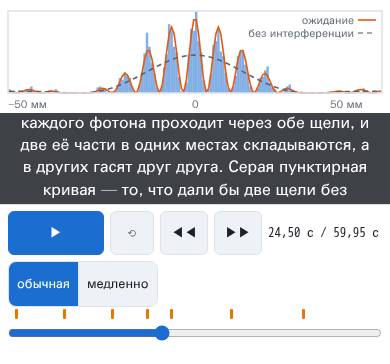 ожидание
без интерференции
−50 мм 0 50 мм
каждого фотона проходит через обе щели, и
две её части в одних местах складываются, а
в других гасят друг друга. Серая пунктирная
кривая — то, что дали бы две щели без
24,50 с / 59,95 с
обычная медленно